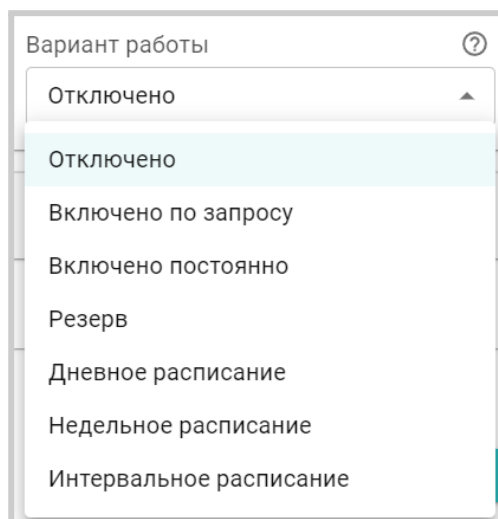 Вариант работы
Отключено
Отключено
Включено по запросу
Включено постоянно
Резерв
Дневное расписание
Недельное расписание
Интервальное расписание